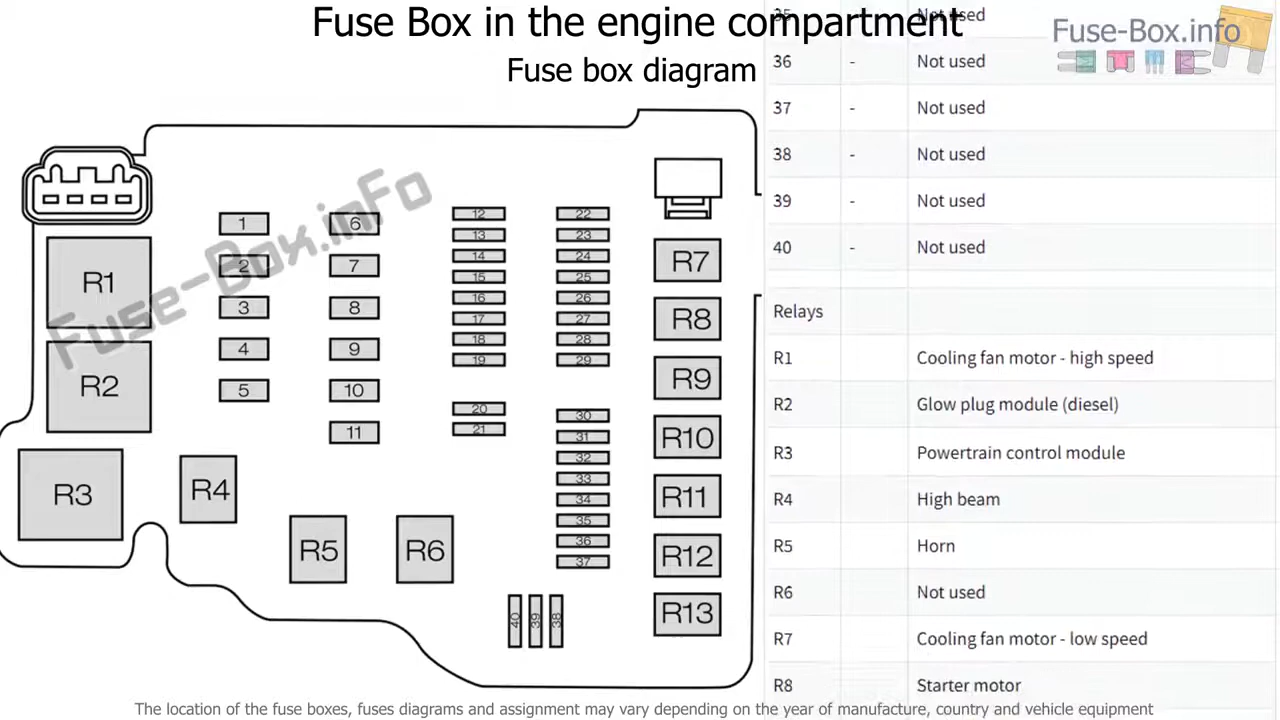 Fuse Box in the engine compartment
Fuse box diagram
Fuse-Box.info
Fuse-Box.inFo
R1
R2
R3
R4
R5
R6
1
2
3
4
5
6
7
8
9
10
11
12
13
14
15
16
17
18
19
20
21
22
23
24
25
26
27
28
29
30
31
32
33
34
35
36
37
40 39 38
R7
R8
R9
R10
R11
R12
R13
35 Not used
36 - Not used
37 - Not used
38 - Not used
39 - Not used
40 - Not used
Relays
R1 Cooling fan motor - high speed
R2 Glow plug module (diesel)
R3 Powertrain control module
R4 High beam
R5 Horn
R6 Not used
R7 Cooling fan motor - low speed
R8 Starter motor
The location of the fuse boxes, fuses diagrams and assignment may vary depending on the year of manufacture, country and vehicle equipment